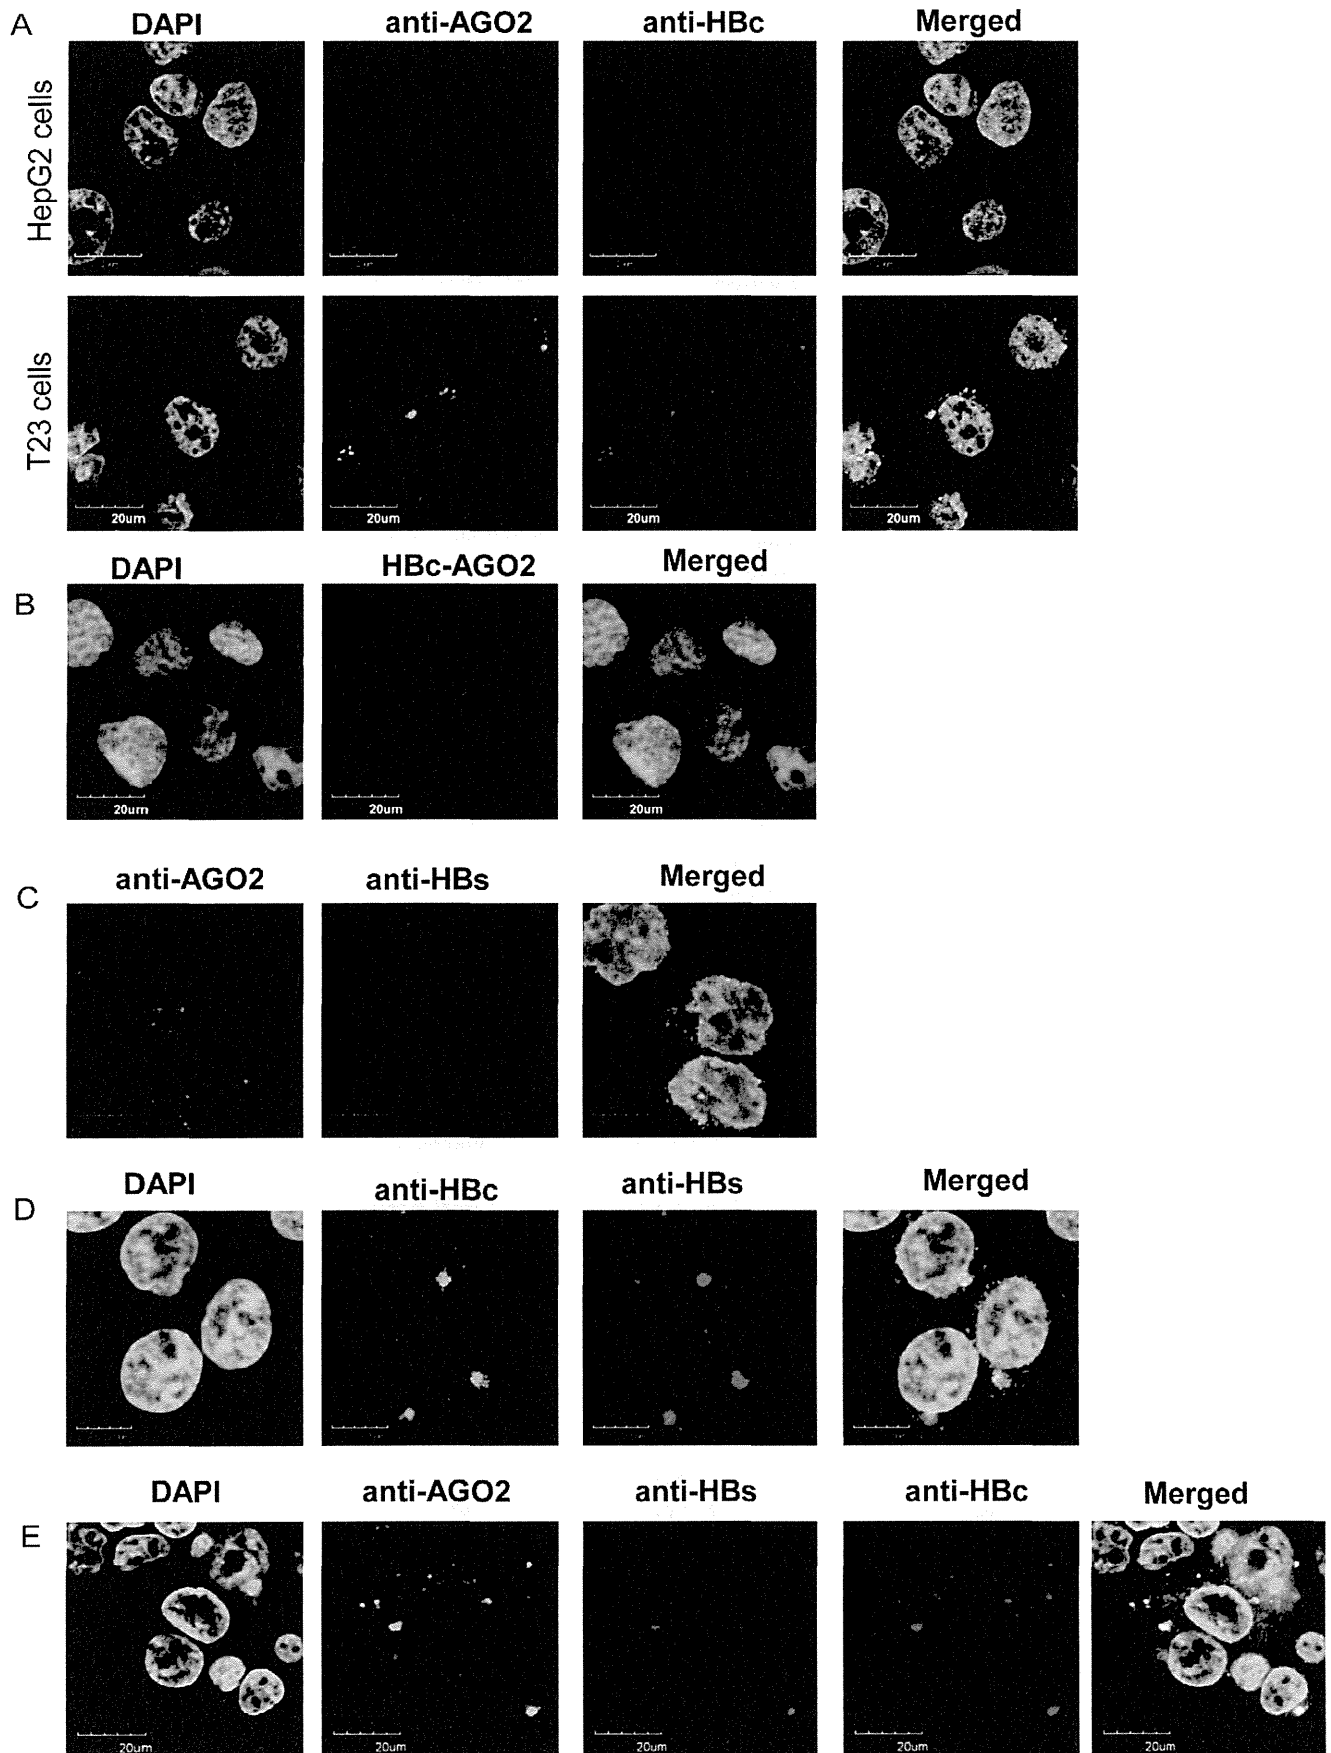 A DAPI anti-AGO2 anti-HBc Merged
HepG2 cells
T23 cells
20um 20um 20um 20um
DAPI HBc-AGO2 Merged
B
20um 20um 20um
anti-AGO2 anti-HBs Merged
C
DAPI anti-HBc anti-HBs Merged
D
DAPI anti-AGO2 anti-HBs anti-HBc Merged
E
20um 20um 20um 20um 20um